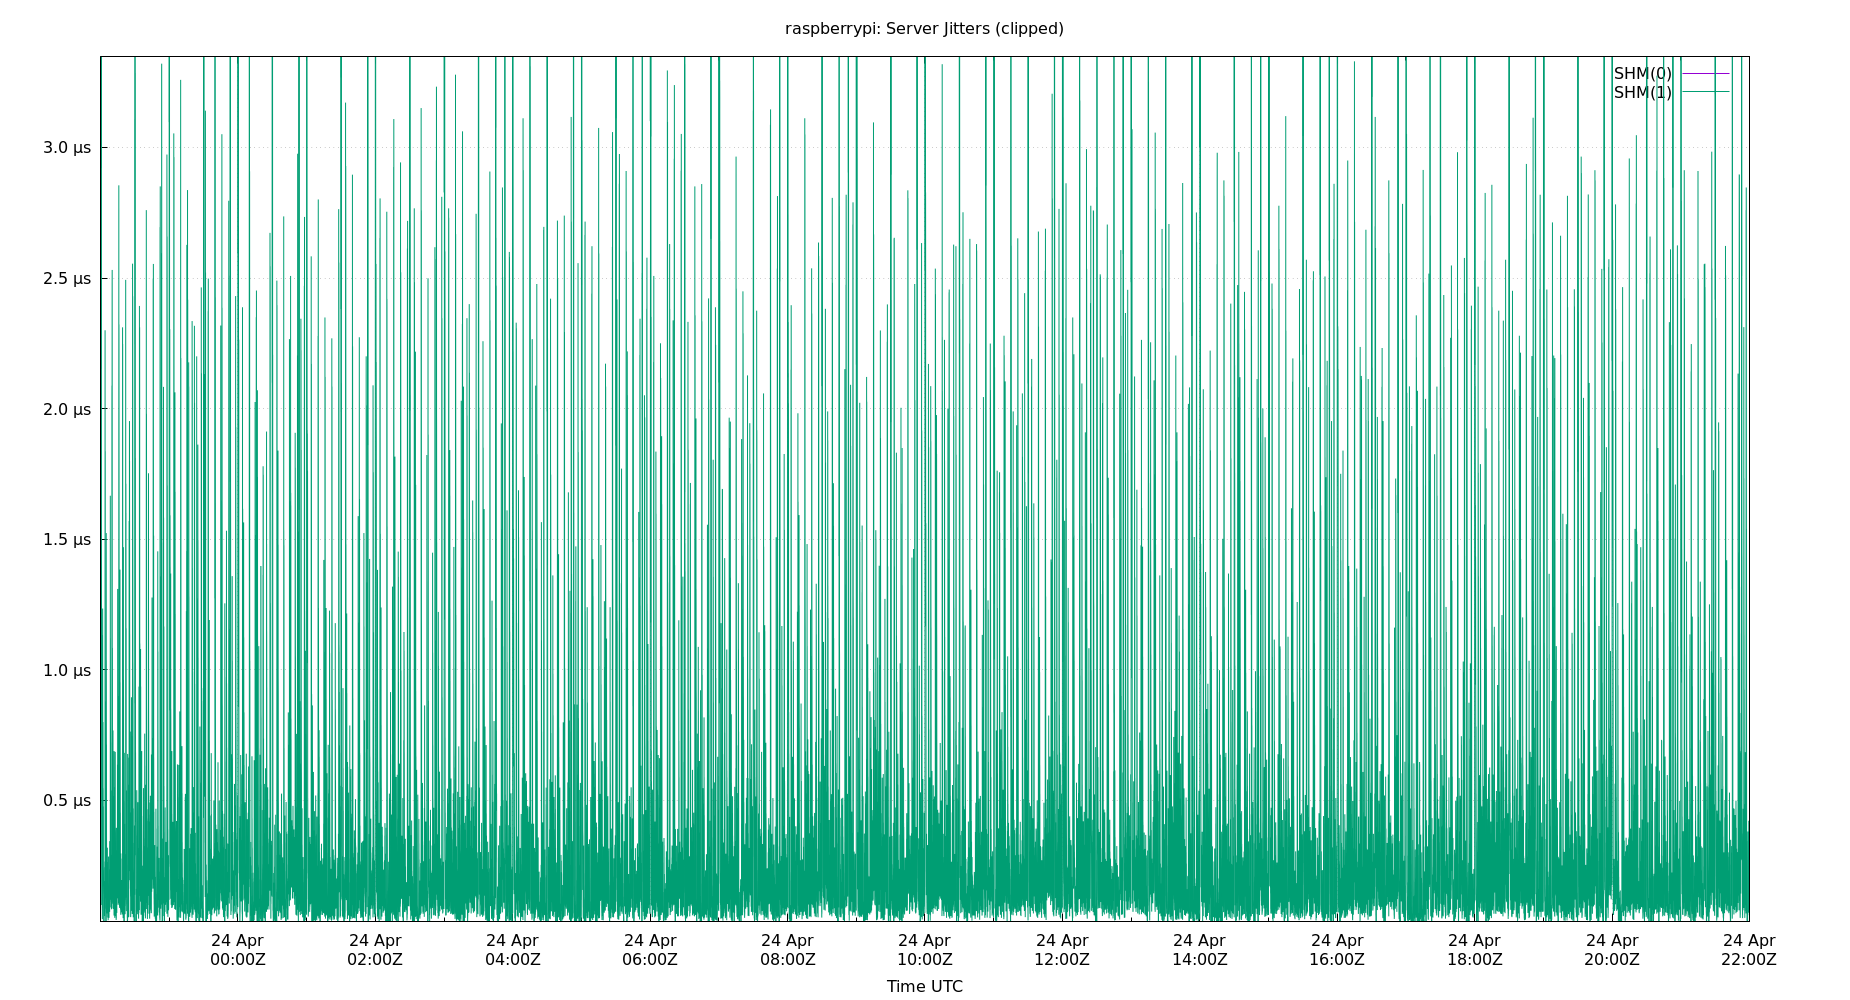 raspberrypi: Server Jitters (clipped)
SHM(0)
SHM(1)
3.0 µs
2.5 µs
2.0 µs
1.5 µs
1.0 µs
0.5 µs
24 Apr 24 Apr 24 Apr 24 Apr 24 Apr 24 Apr 24 Apr 24 Apr 24 Apr 24 Apr 24 Apr 24 Apr
00:00Z 02:00Z 04:00Z 06:00Z 08:00Z 10:00Z 12:00Z 14:00Z 16:00Z 18:00Z 20:00Z 22:00Z
Time UTC